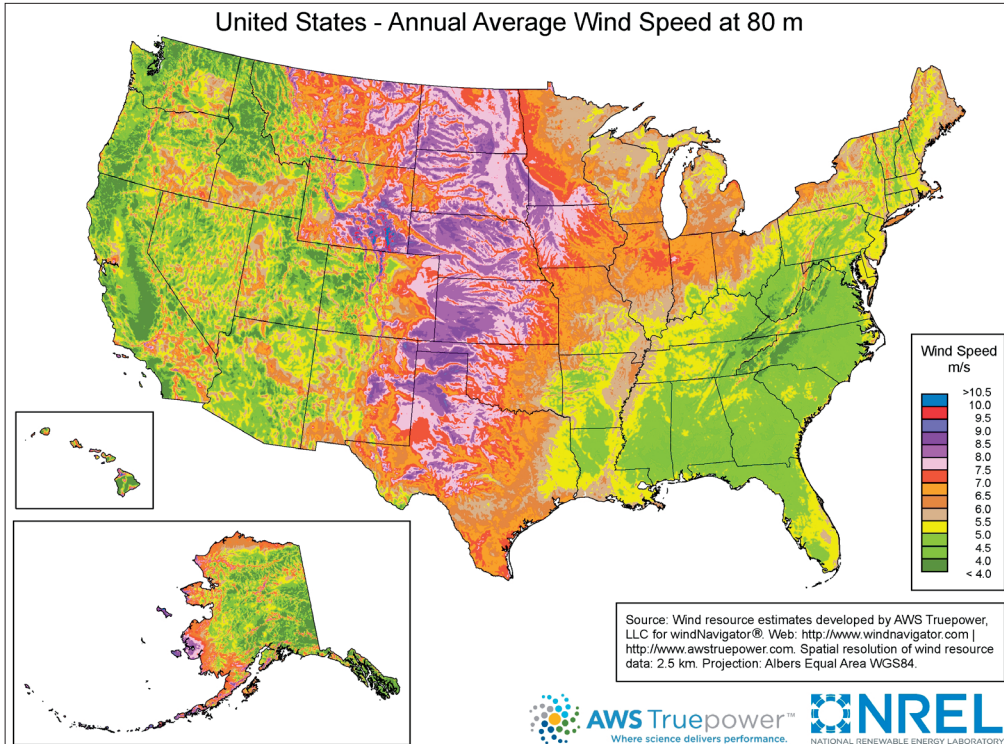 United States - Annual Average Wind Speed at 80 m
Wind Speed
m/s
>10.5
10.0
9.5
9.0
8.5
8.0
7.5
7.0
6.5
6.0
5.5
5.0
4.5
4.0
< 4.0
Source: Wind resource estimates developed by AWS Truepower,
LLC for windNavigator®. Web: http://www.windnavigator.com |
http://www.awstruepower.com. Spatial resolution of wind resource
data: 2.5 km. Projection: Albers Equal Area WGS84.
AWS Truepower™
Where science delivers performance.
NREL
NATIONAL RENEWABLE ENERGY LABORATORY